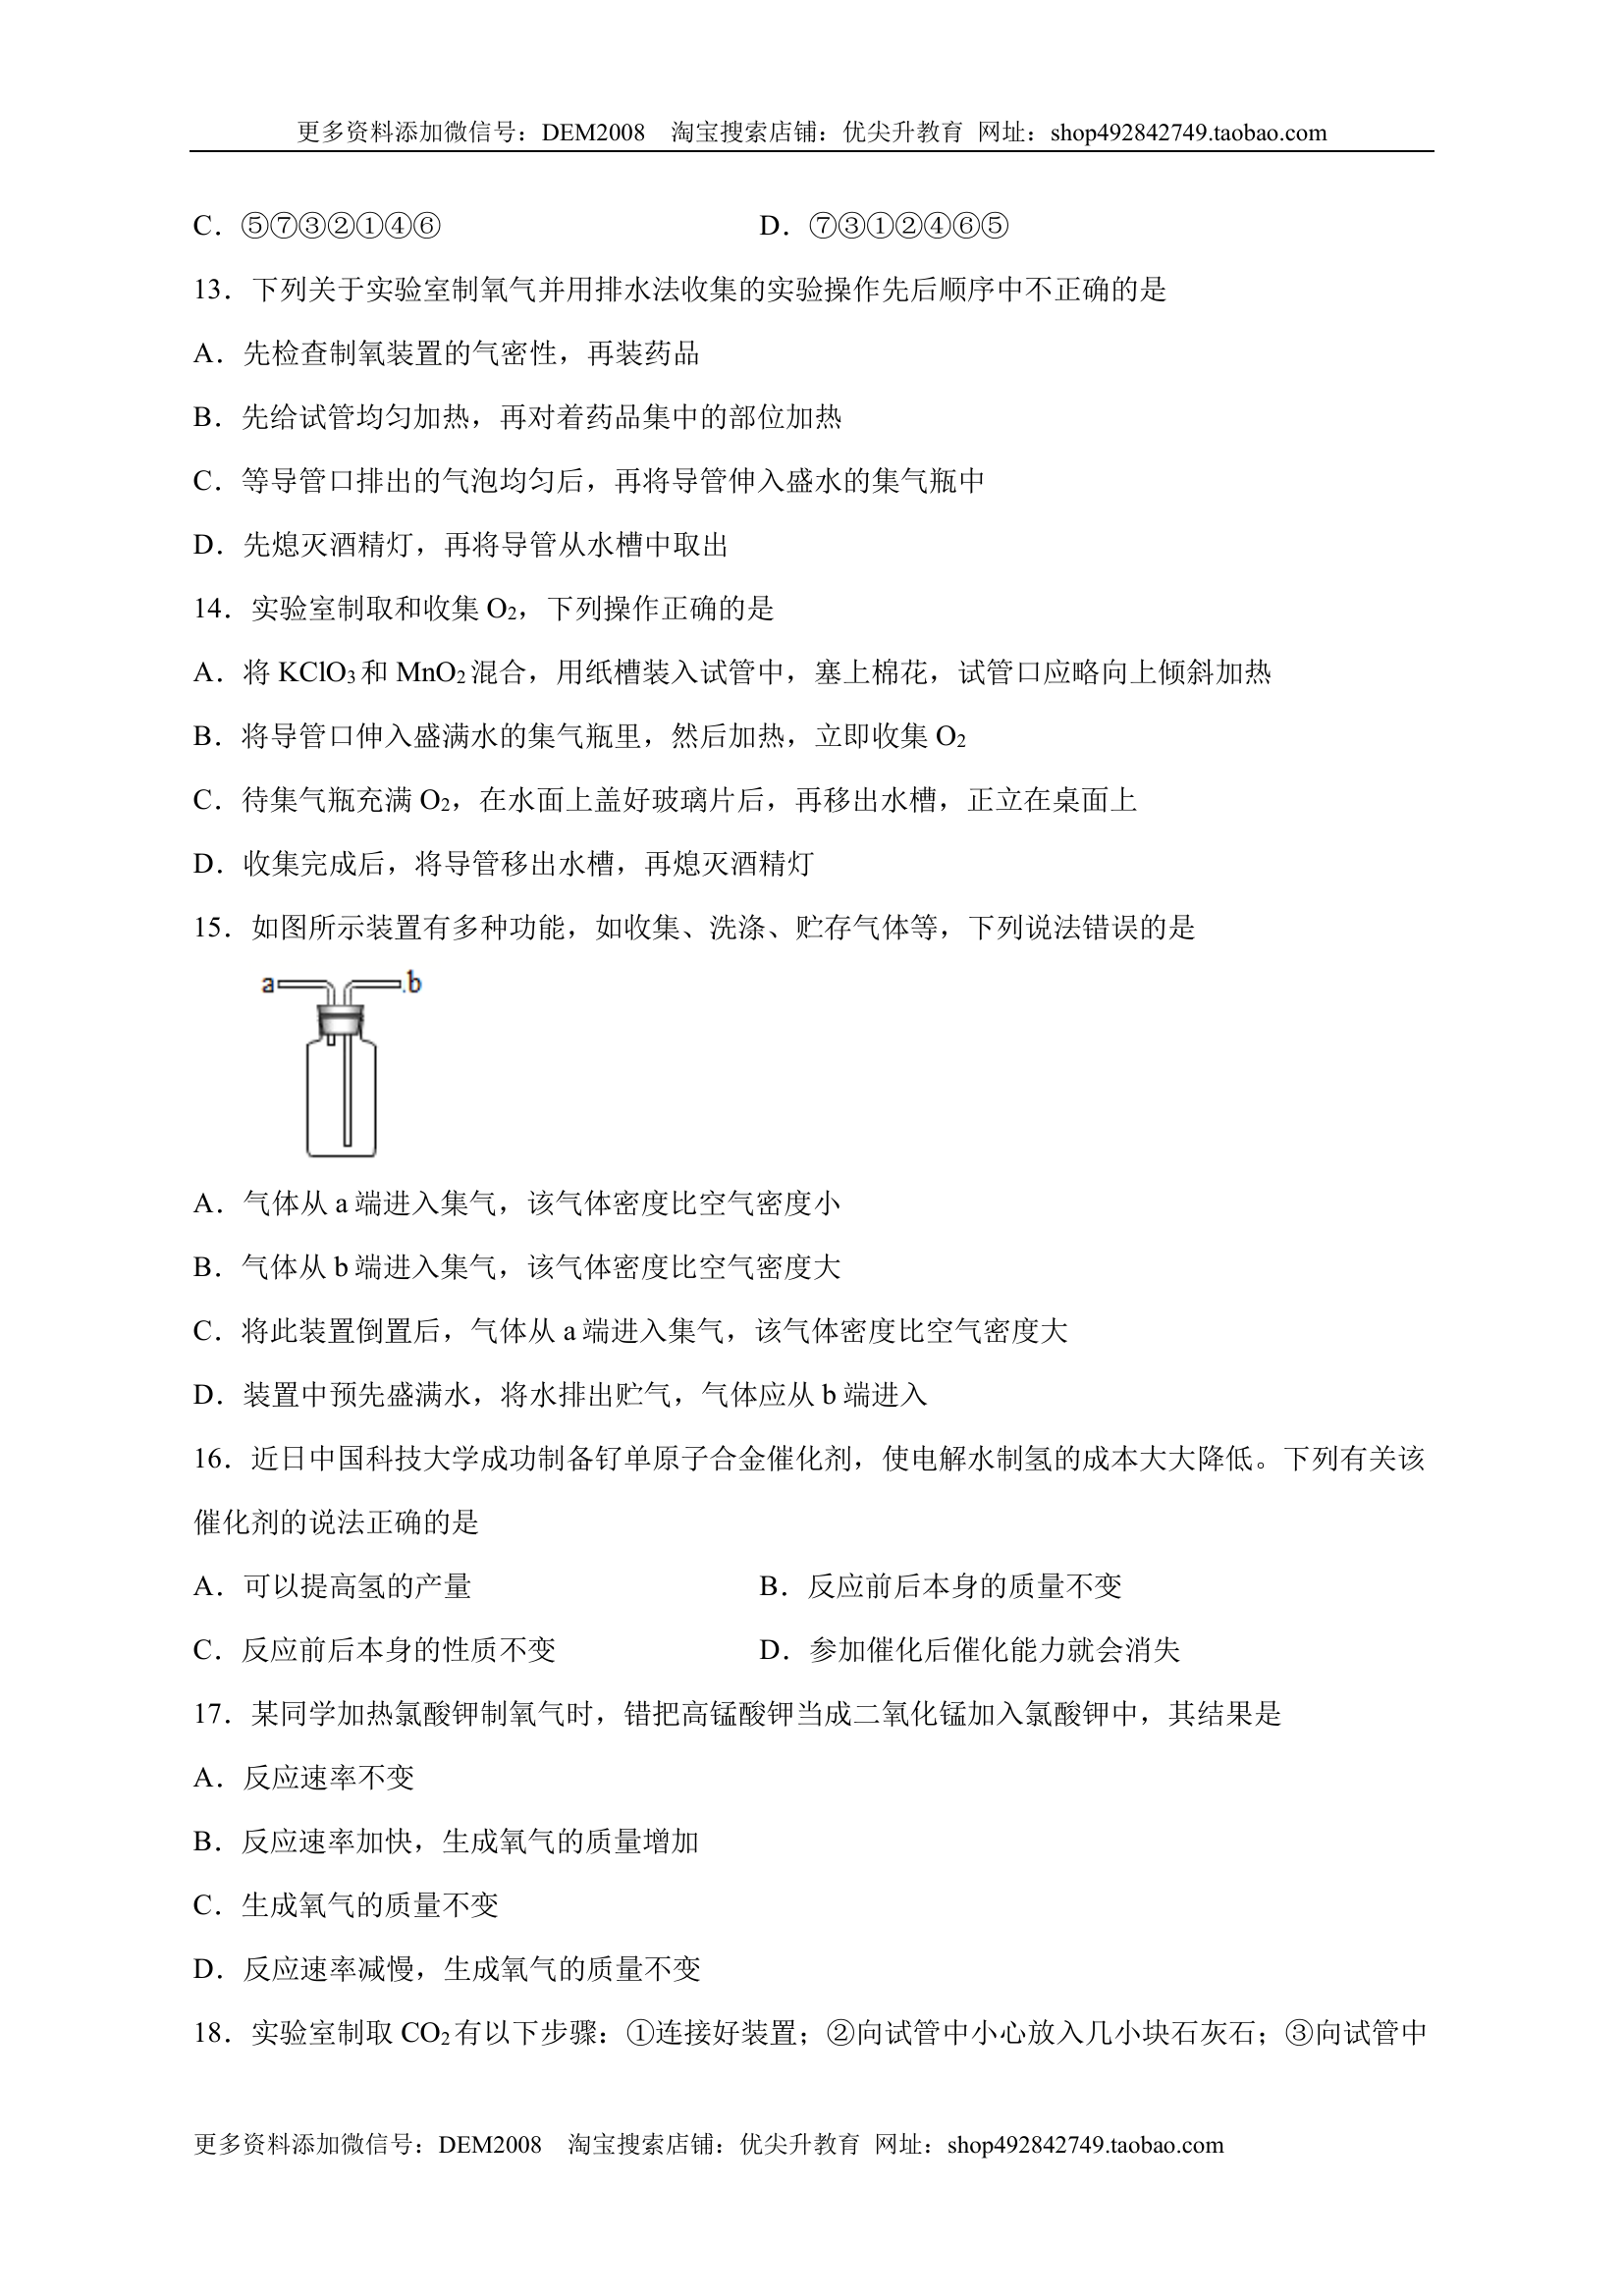 更多资料添加微信号：DEM2008 淘宝搜索店铺：优尖升教育 网址：shop492842749.taobao.com
C．⑤⑦③②①④⑥ D．⑦③①②④⑥⑤
13．下列关于实验室制氧气并用排水法收集的实验操作先后顺序中不正确的是
A．先检查制氧装置的气密性，再装药品
B．先给试管均匀加热，再对着药品集中的部位加热
C．等导管口排出的气泡均匀后，再将导管伸入盛水的集气瓶中
D．先熄灭酒精灯，再将导管从水槽中取出
14．实验室制取和收集 O₂，下列操作正确的是
A．将 KClO₃和 MnO₂混合，用纸槽装入试管中，塞上棉花，试管口应略向上倾斜加热
B．将导管口伸入盛满水的集气瓶里，然后加热，立即收集 O₂
C．待集气瓶充满 O₂，在水面上盖好玻璃片后，再移出水槽，正立在桌面上
D．收集完成后，将导管移出水槽，再熄灭酒精灯
15．如图所示装置有多种功能，如收集、洗涤、贮存气体等，下列说法错误的是
a b
A．气体从 a 端进入集气，该气体密度比空气密度小
B．气体从 b 端进入集气，该气体密度比空气密度大
C．将此装置倒置后，气体从 a 端进入集气，该气体密度比空气密度大
D．装置中预先盛满水，将水排出贮气，气体应从 b 端进入
16．近日中国科技大学成功制备钌单原子合金催化剂，使电解水制氢的成本大大降低。下列有关该
催化剂的说法正确的是
A．可以提高氢的产量 B．反应前后本身的质量不变
C．反应前后本身的性质不变 D．参加催化后催化能力就会消失
17．某同学加热氯酸钾制氧气时，错把高锰酸钾当成二氧化锰加入氯酸钾中，其结果是
A．反应速率不变
B．反应速率加快，生成氧气的质量增加
C．生成氧气的质量不变
D．反应速率减慢，生成氧气的质量不变
18．实验室制取 CO₂有以下步骤：①连接好装置；②向试管中小心放入几小块石灰石；③向试管中
更多资料添加微信号：DEM2008 淘宝搜索店铺：优尖升教育 网址：shop492842749.taobao.com